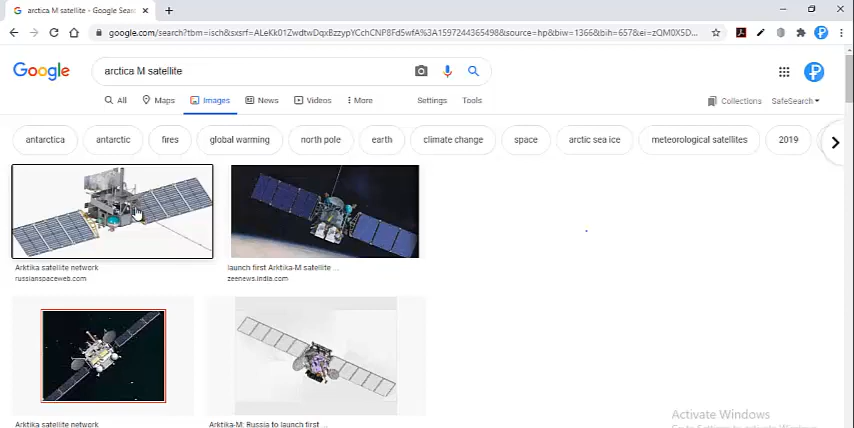 arctica M satellite - Google Sear
google.com/search?tbm=isch&sxsrf=ALeKk01ZwdtwDqxBzzypYCchCNP8Fd5wfA%3A1597244365498&source=hp&biw=1366&bih=657&ei=zQM0X5D...
Google
arctica M satellite
All
Maps
Images
News
Videos
More
Settings
Tools
Collections
SafeSearch
antarctica
antarctic
fires
global warming
north pole
earth
climate change
space
arctic sea ice
meteorological satellites
2019
Arktika satellite network
russianspaceweb.com
launch first Arktika-M satellite ...
zeenews.india.com
Arktika satellite network
Arktika-M: Russia to launch first ...
Activate Windows